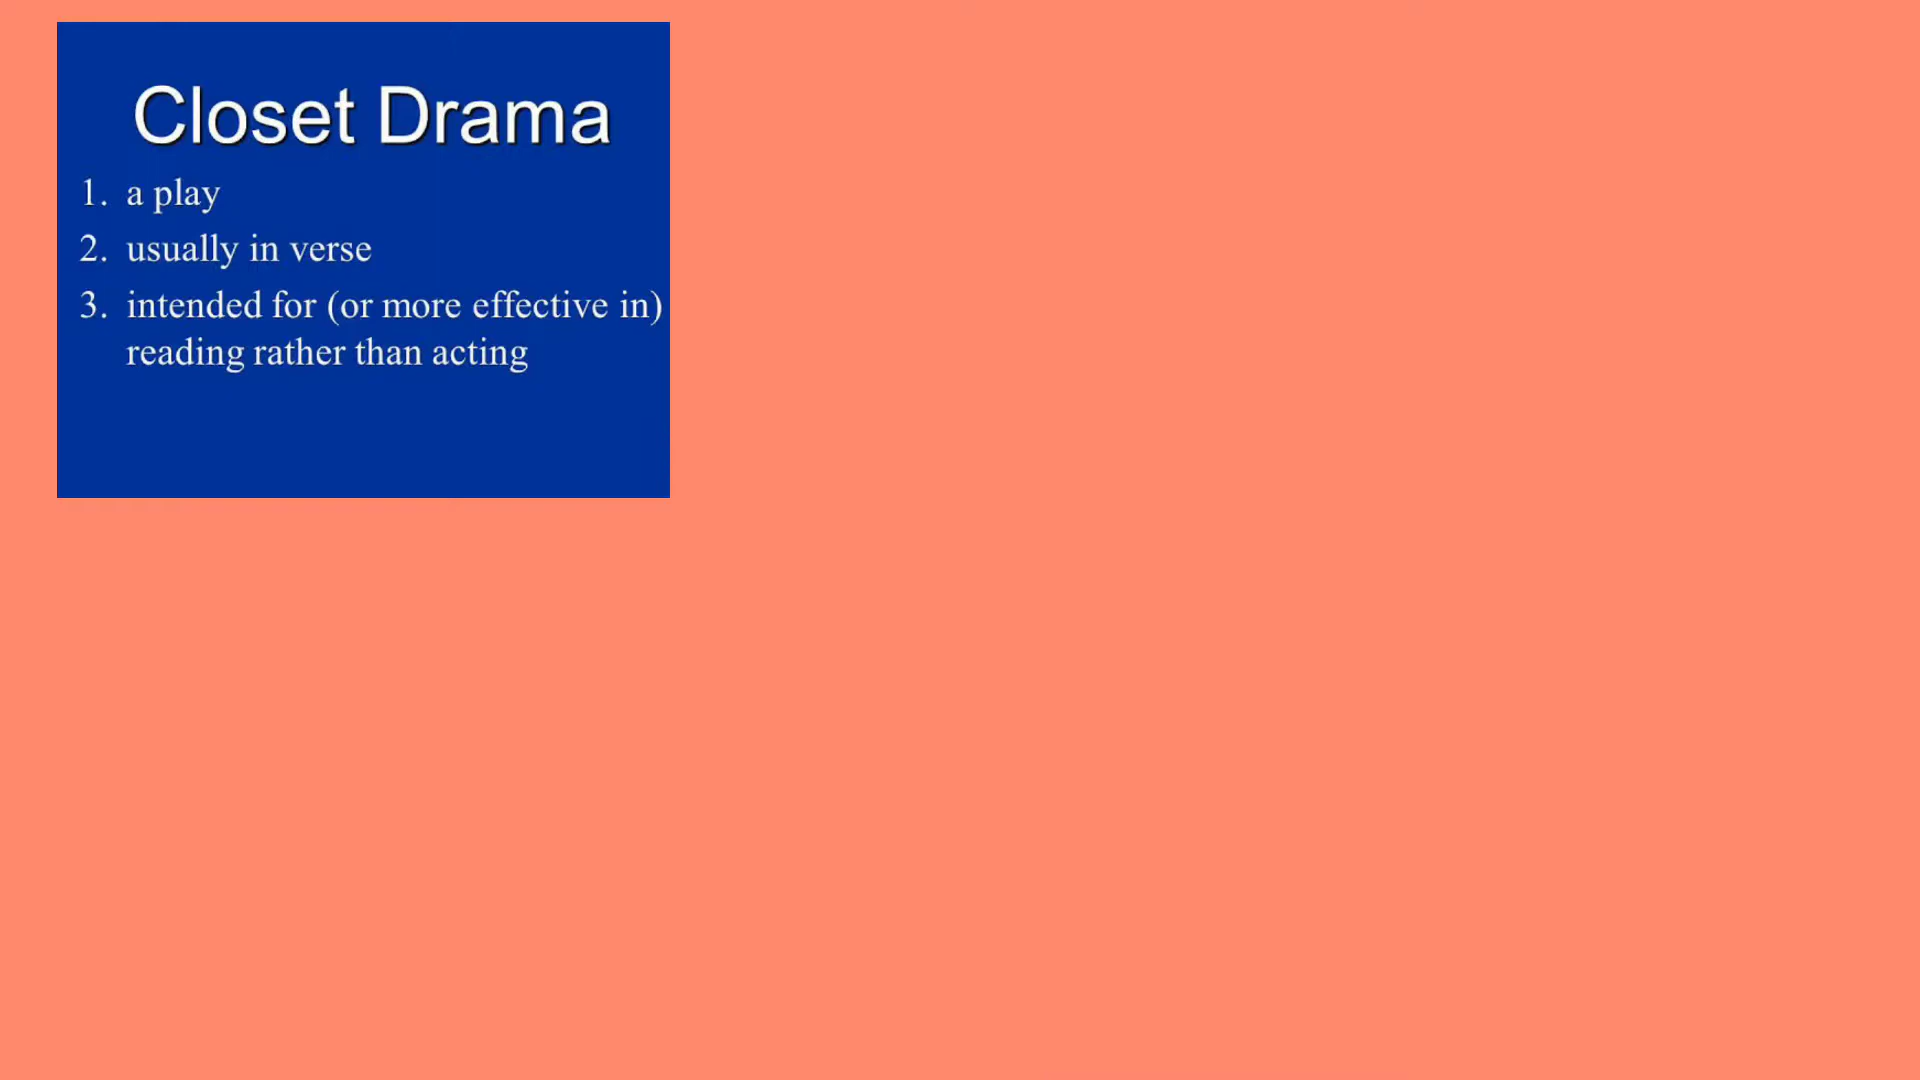 Closet Drama
1. a play
2. usually in verse
3. intended for (or more effective in)
reading rather than acting